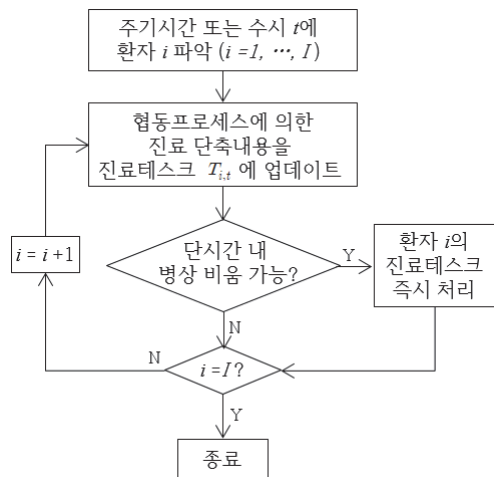 주기시간 또는 수시 t에
환자 i 파악 (i =1, …, I)
협동프로세스에 의한
진료 단축내용을
진료테스크 T_{i,t} 에 업데이트
i = i +1
단시간 내
병상 비움 가능?
Y
환자 i의
진료테스크
즉시 처리
N
N
i =I ?
Y
종료